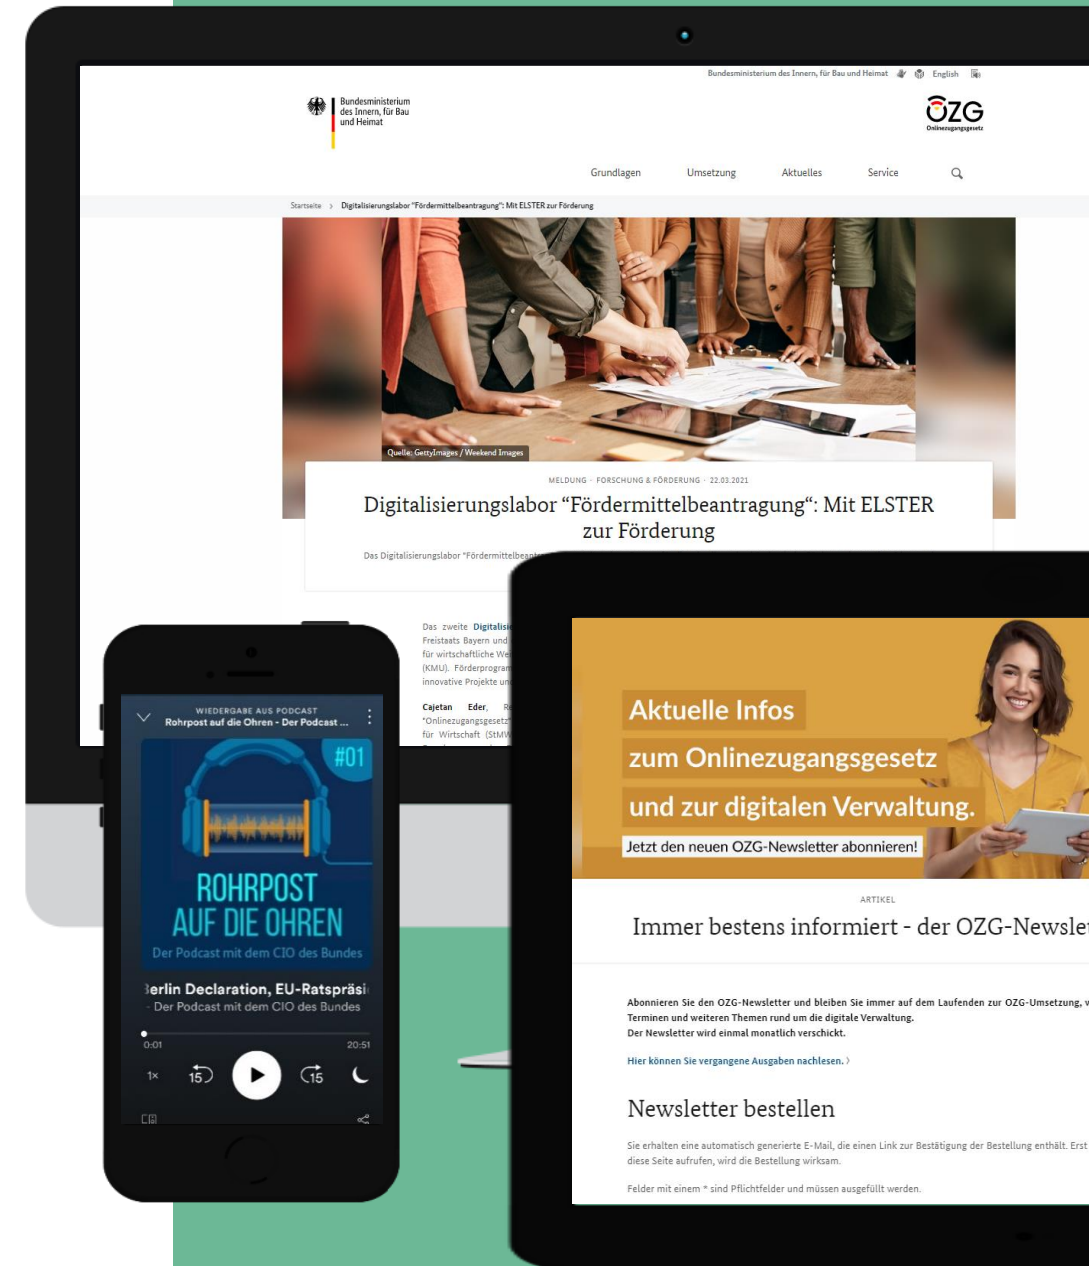 Bundesministerium des Innern, für Bau und Heimat
English
Bundesministerium
des Innern, für Bau
und Heimat
ÖZG
Onlinezugangsgesetz
Grundlagen Umsetzung Aktuelles Service
Startseite > Digitalisierungslabor "Fördermittelbeantragung": Mit ELSTER zur Förderung
Quelle: GettyImages / Weekend Images
MELDUNG · FORSCHUNG & FÖRDERUNG · 22.03.2021
Digitalisierungslabor “Fördermittelbeantragung“: Mit ELSTER
zur Förderung
Das Digitalisierungslabor "Fördermittelbeant
Das zweite Digitalisi
Freistaats Bayern und
für wirtschaftliche We
(KMU). Förderprogram
innovative Projekte un
Cajetan Eder, Re
"Onlinezugangsgesetz"
für Wirtschaft (StMW
WIEDERGABE AUS PODCAST
Rohrpost auf die Ohren - Der Podcast ...
#01
ROHRPOST
AUF DIE OHREN
Der Podcast mit dem CIO des Bundes
Berlin Declaration, EU-Ratspräsi
- Der Podcast mit dem CIO des Bundes
0:01 20:51
1x 15 15
Aktuelle Infos
zum Onlinezugangsgesetz
und zur digitalen Verwaltung.
Jetzt den neuen OZG-Newsletter abonnieren!
ARTIKEL
Immer bestens informiert - der OZG-Newslet
Abonnieren Sie den OZG-Newsletter und bleiben Sie immer auf dem Laufenden zur OZG-Umsetzung, v
Terminen und weiteren Themen rund um die digitale Verwaltung.
Der Newsletter wird einmal monatlich verschickt.
Hier können Sie vergangene Ausgaben nachlesen. >
Newsletter bestellen
Sie erhalten eine automatisch generierte E-Mail, die einen Link zur Bestätigung der Bestellung enthält. Erst
diese Seite aufrufen, wird die Bestellung wirksam.
Felder mit einem * sind Pflichtfelder und müssen ausgefüllt werden.